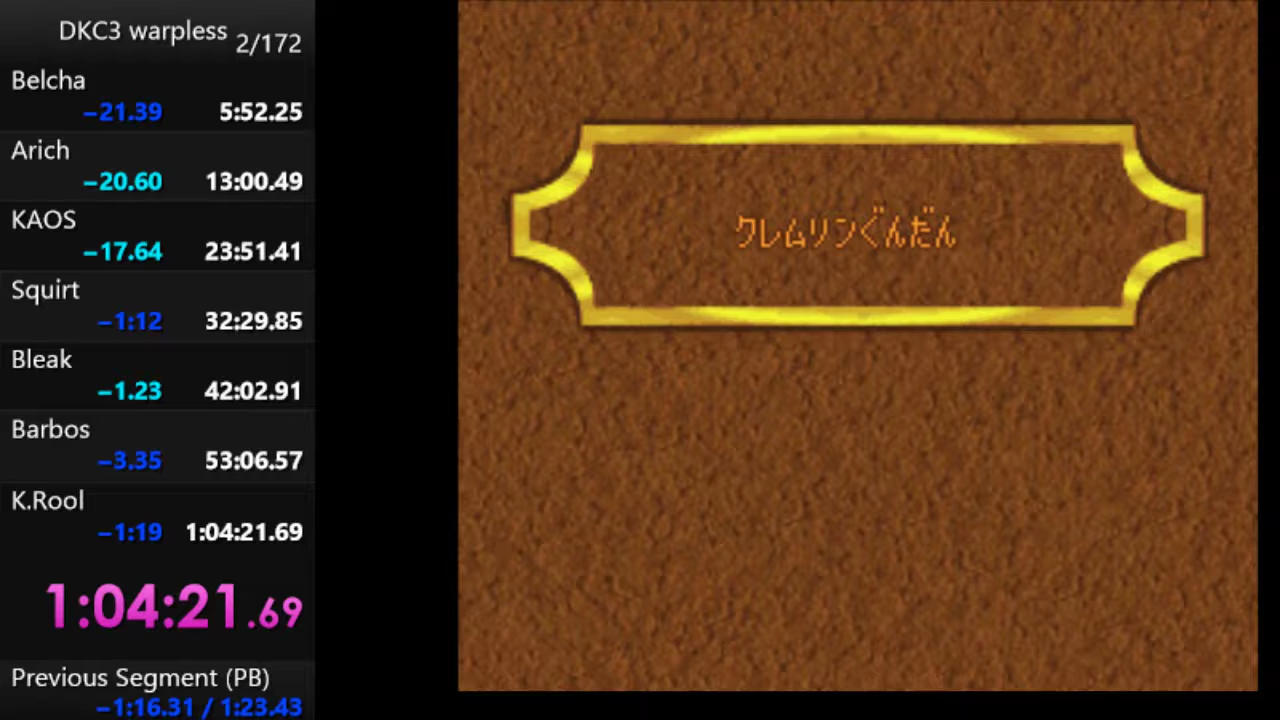 DKC3 warpless 2/172
Belcha
−21.39 5:52.25
Arich
−20.60 13:00.49
KAOS
−17.64 23:51.41
Squirt
−1:12 32:29.85
Bleak
−1.23 42:02.91
Barbos
−3.35 53:06.57
K.Rool
−1:19 1:04:21.69
1:04:21.69
Previous Segment (PB)
−1:16.31 / 1:23.43
クレムリンぐんだん